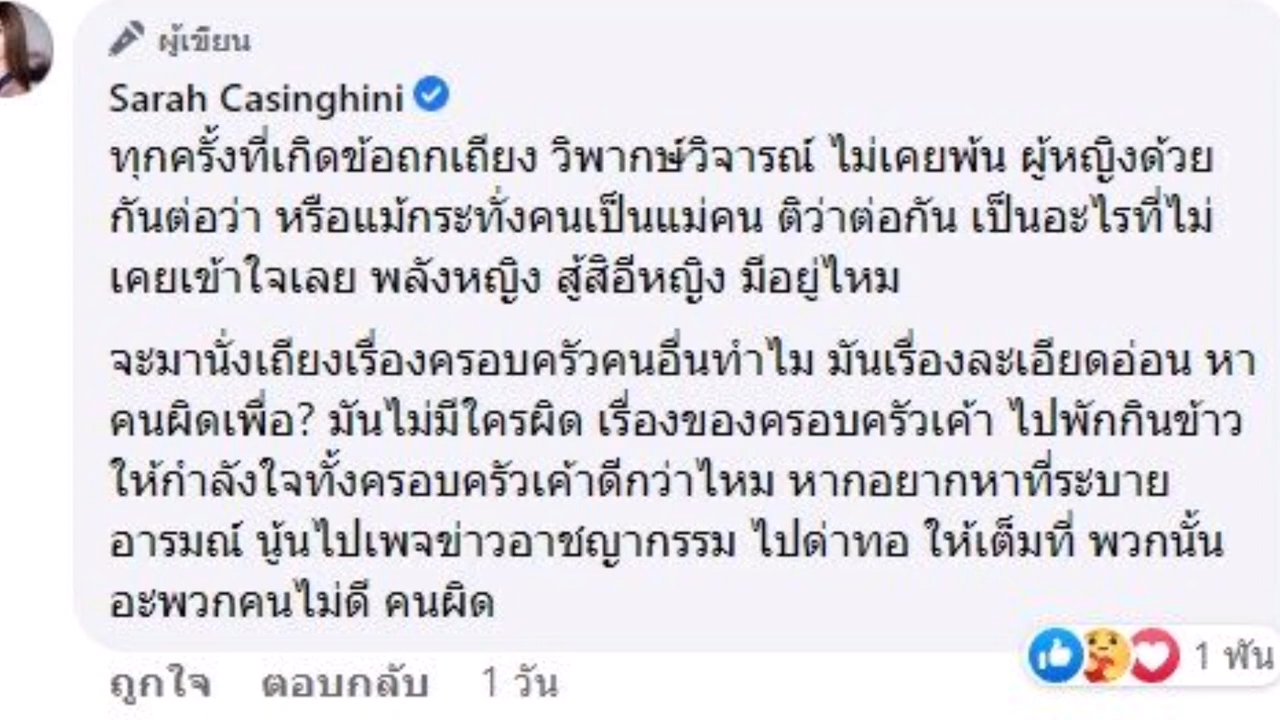 ผู้เขียน
Sarah Casinghini
ทุกครั้งที่เกิดข้อถกเถียง วิพากษ์วิจารณ์ ไม่เคยพ้น ผู้หญิงด้วย
กันต่อว่า หรือแม้กระทั่งคนเป็นแม่คน ติว่าต่อกัน เป็นอะไรที่ไม่
เคยเข้าใจเลย พลังหญิง สู้สิอีหญิง มีอยู่ไหม
จะมานั่งเถียงเรื่องครอบครัวคนอื่นทำไม มันเรื่องละเอียดอ่อน หา
คนผิดเพื่อ? มันไม่มีใครผิด เรื่องของครอบครัวเค้า ไปพักกินข้าว
ให้กำลังใจทั้งครอบครัวเค้าดีกว่าไหม หากอยากหาที่ระบาย
อารมณ์ นู้นไปเพจข่าวอาชญากรรม ไปด่าทอ ให้เต็มที่ พวกนั้น
อะพวกคนไม่ดี คนผิด
1 พัน
ถูกใจ ตอบกลับ 1 วัน